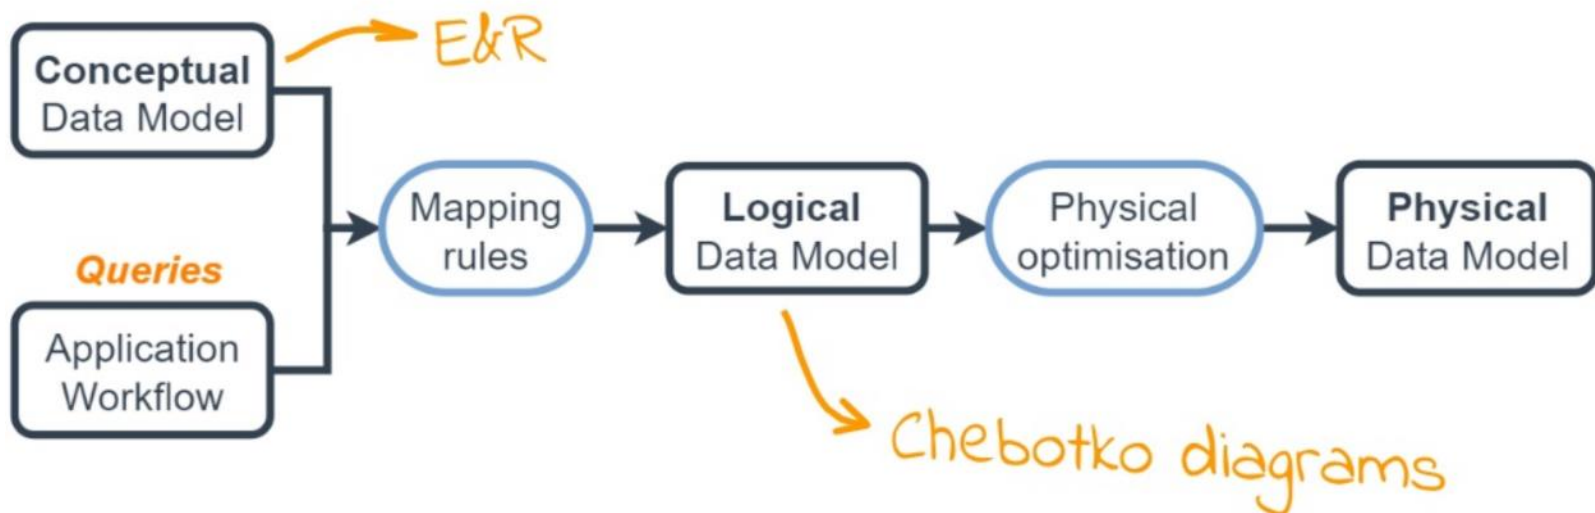 Conceptual
Data Model
E&R
Queries
Application
Workflow
Mapping
rules
Logical
Data Model
Chebotko diagrams
Physical
optimisation
Physical
Data Model